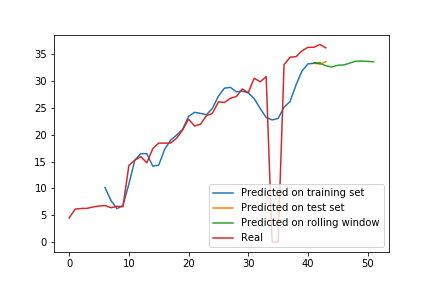 35
30
25
20
15
10
5
0
Predicted on training set
Predicted on test set
Predicted on rolling window
Real
0 10 20 30 40 50